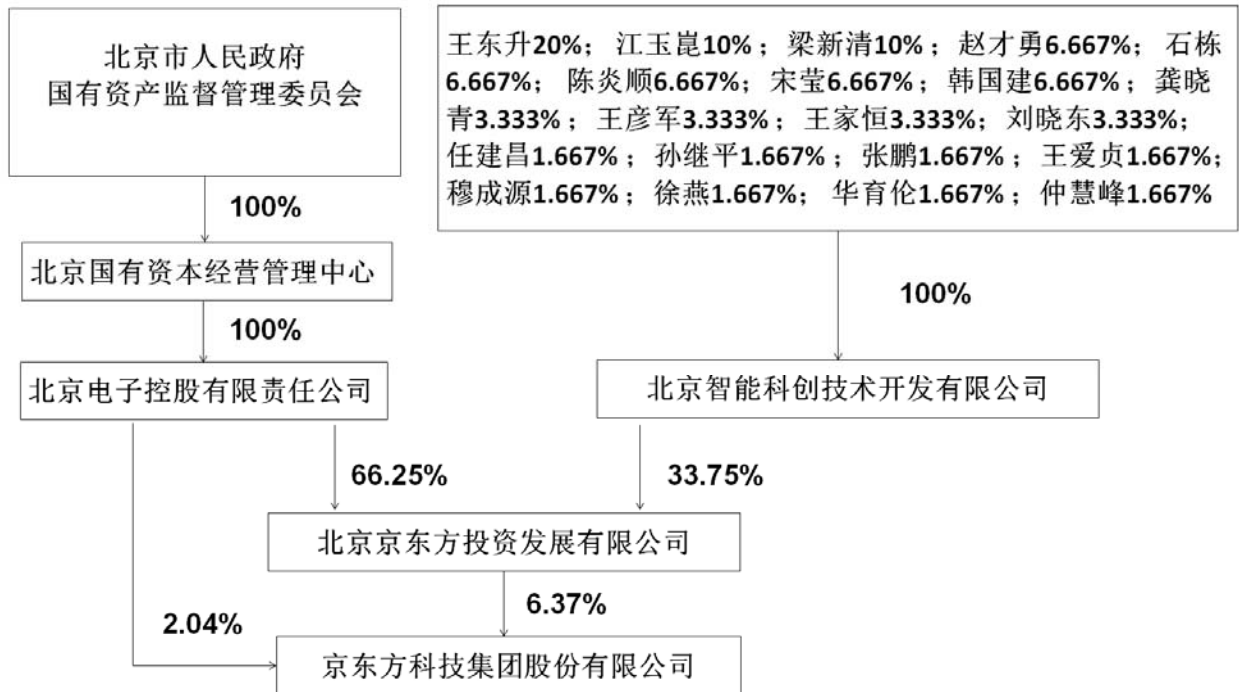 北京市人民政府
国有资产监督管理委员会
王东升20%； 江玉崑10%； 梁新清10%； 赵才勇6.667%； 石栋
6.667%； 陈炎顺6.667%； 宋莹6.667%； 韩国建6.667%； 龚晓
青3.333%； 王彦军3.333%； 王家恒3.333%； 刘晓东3.333%；
任建昌1.667%； 孙继平1.667%； 张鹏1.667%； 王爱贞1.667%；
穆成源1.667%； 徐燕1.667%； 华育伦1.667%； 仲慧峰1.667%
100%
北京国有资本经营管理中心
100%
100%
北京电子控股有限责任公司
北京智能科创技术开发有限公司
66.25%
33.75%
北京京东方投资发展有限公司
6.37%
2.04%
京东方科技集团股份有限公司